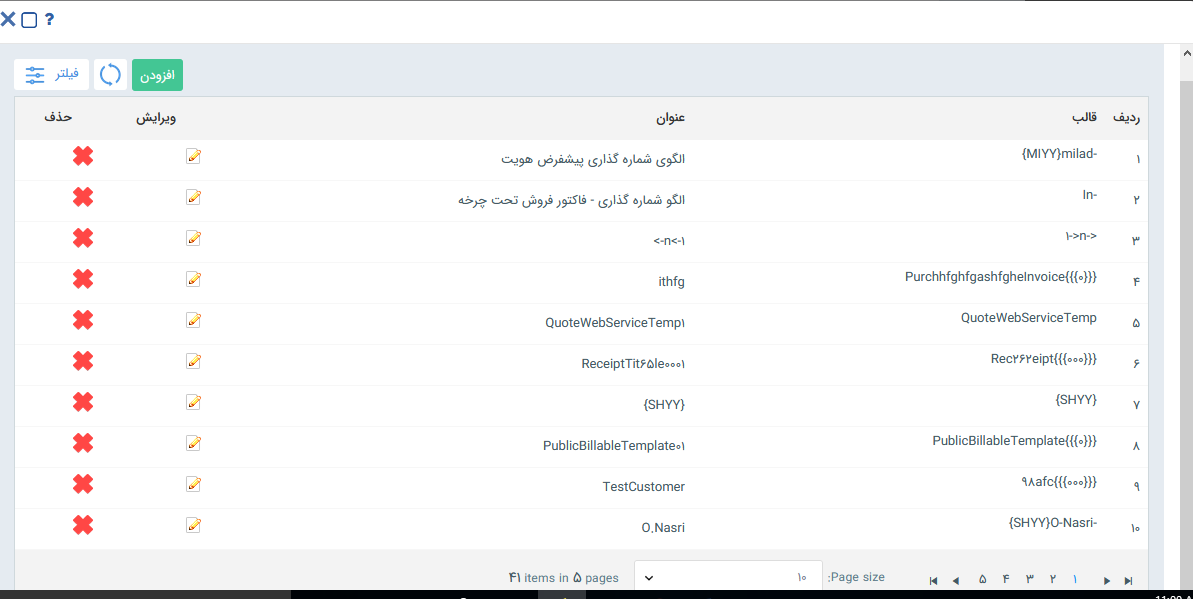 ?
افزودن فیلتر
ردیف قالب عنوان ویرایش حذف
۱ {MIYY}milad- الگوی شماره گذاری پیشفرض هویت
۲ In- الگو شماره گذاری - فاکتور فروش تحت چرخه
۳ ۱->n-> <-n<-۱
۴ PurchhfghfgashfgheInvoice{{{۰}}} ithfg
۵ QuoteWebServiceTemp QuoteWebServiceTemp۱
۶ Rec۲۶۲eipt{{{۰۰۰}}} ReceiptTit۶۵le۰۰۰۱
۷ {SHYY} {SHYY}
۸ PublicBillableTemplate{{{۰}}} PublicBillableTemplate۰۱
۹ ۹۸afc{{{۰۰۰}}} TestCustomer
۱۰ {SHYY}O-Nasri- O.Nasri
۱ ۲ ۳ ۴ ۵ Page size: ۱۰ ۴۱ items in ۵ pages